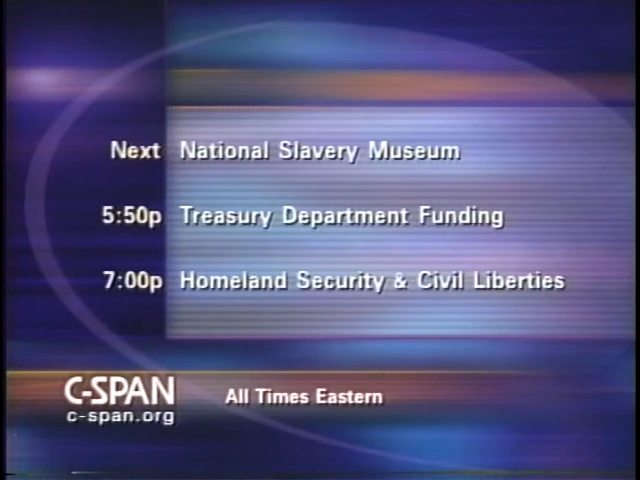 Next National Slavery Museum
5:50p Treasury Department Funding
7:00p Homeland Security & Civil Liberties
C-SPAN
c-span.org
All Times Eastern